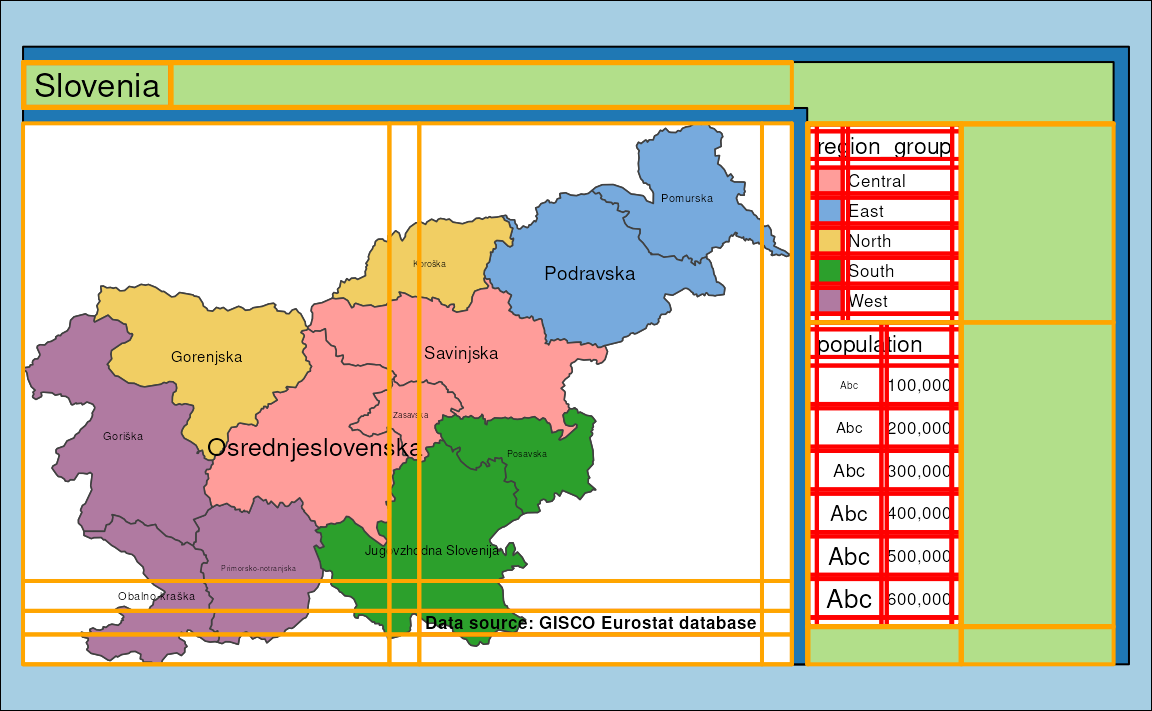 Slovenia
region_group
Central
East
North
South
West
population
Abc 100,000
Abc 200,000
Abc 300,000
Abc 400,000
Abc 500,000
Abc 600,000
Pomurska
Podravska
Koroška
Gorenjska
Savinjska
Zasavska
Goriška
Osrednjeslovenska
Posavska
Jugovzhodna Slovenija
Primorsko-notranjska
Obalno-kraška
Data source: GISCO Eurostat database